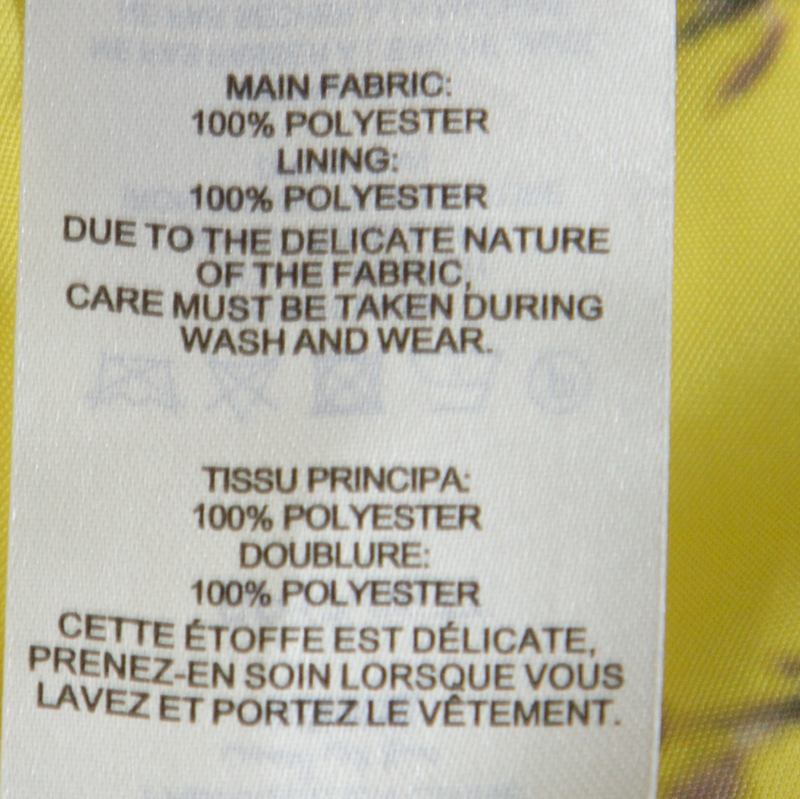 MAIN FABRIC:
100% POLYESTER
LINING:
100% POLYESTER
DUE TO THE DELICATE NATURE
OF THE FABRIC,
CARE MUST BE TAKEN DURING
WASH AND WEAR.
TISSU PRINCIPA:
100% POLYESTER
DOUBLURE:
100% POLYESTER
CETTE ÉTOFFE EST DÉLICATE,
PRENEZ-EN SOIN LORSQUE VOUS
LAVEZ ET PORTEZ LE VÊTEMENT.